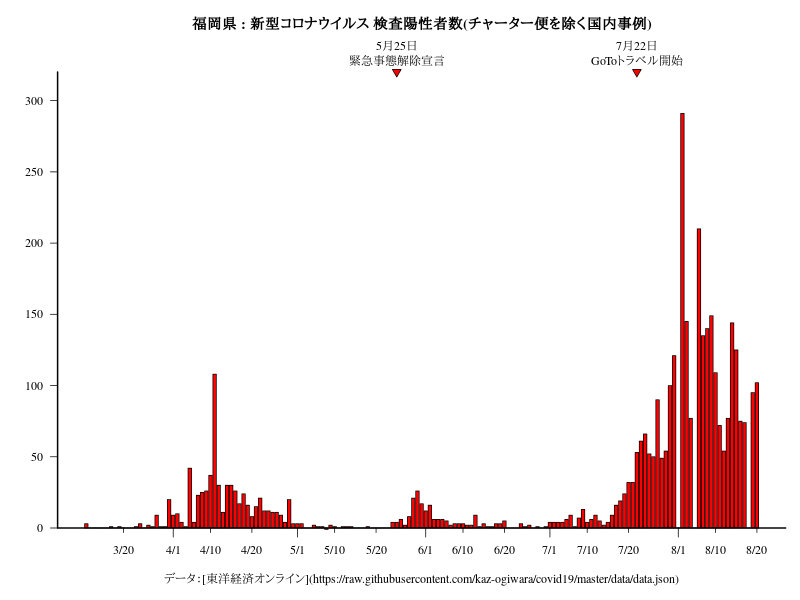 福岡県：新型コロナウイルス 検査陽性者数(チャーター便を除く国内事例)
5月25日
緊急事態解除宣言
7月22日
GoToトラベル開始
300
250
200
150
100
50
0
3/20 4/1 4/10 4/20 5/1 5/10 5/20 6/1 6/10 6/20 7/1 7/10 7/20 8/1 8/10 8/20
データ：[東洋経済オンライン](https://raw.githubusercontent.com/kaz-ogiwara/covid19/master/data/data.json)